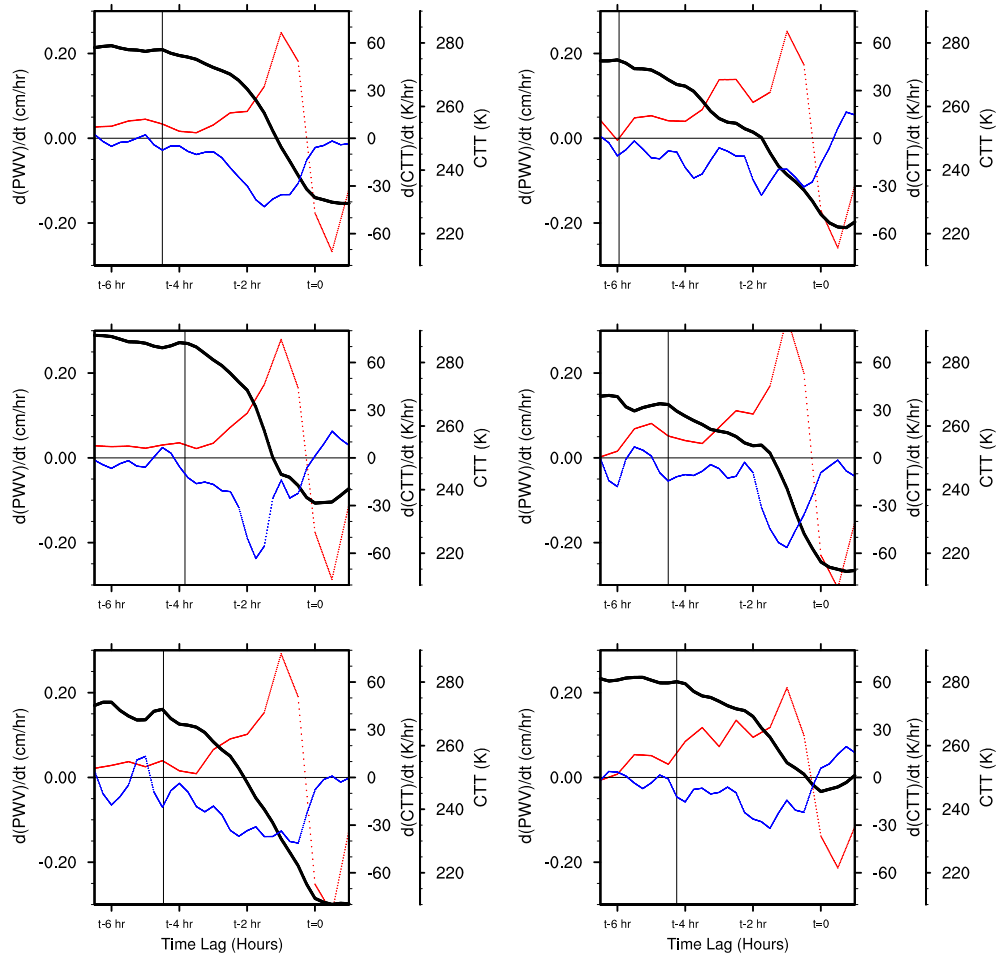 0.20
0.00
-0.20
d(PWV)/dt (cm/hr)
60
30
0
-30
-60
d(CTT)/dt (K/hr)
280
260
240
220
CTT (K)
t-6 hr t-4 hr t-2 hr t=0
0.20
0.00
-0.20
d(PWV)/dt (cm/hr)
60
30
0
-30
-60
d(CTT)/dt (K/hr)
280
260
240
220
CTT (K)
t-6 hr t-4 hr t-2 hr t=0
0.20
0.00
-0.20
d(PWV)/dt (cm/hr)
60
30
0
-30
-60
d(CTT)/dt (K/hr)
280
260
240
220
CTT (K)
t-6 hr t-4 hr t-2 hr t=0
0.20
0.00
-0.20
d(PWV)/dt (cm/hr)
60
30
0
-30
-60
d(CTT)/dt (K/hr)
280
260
240
220
CTT (K)
t-6 hr t-4 hr t-2 hr t=0
0.20
0.00
-0.20
d(PWV)/dt (cm/hr)
60
30
0
-30
-60
d(CTT)/dt (K/hr)
280
260
240
220
CTT (K)
t-6 hr t-4 hr t-2 hr t=0
Time Lag (Hours)
0.20
0.00
-0.20
d(PWV)/dt (cm/hr)
60
30
0
-30
-60
d(CTT)/dt (K/hr)
280
260
240
220
CTT (K)
t-6 hr t-4 hr t-2 hr t=0
Time Lag (Hours)